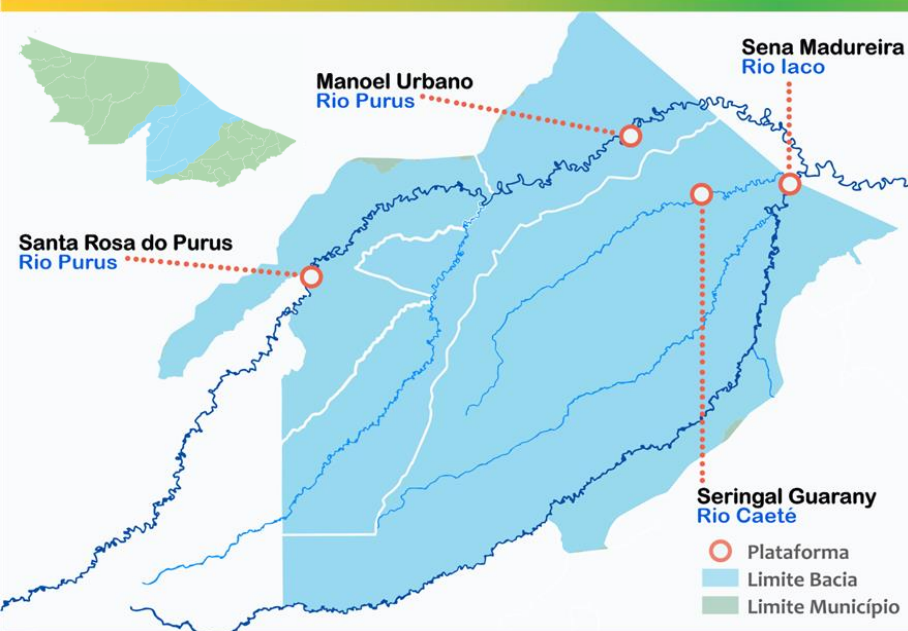 Sena Madureira
Rio Iaco
Manoel Urbano
Rio Purus
Santa Rosa do Purus
Rio Purus
Seringal Guarany
Rio Caeté
Plataforma
Limite Bacia
Limite Município